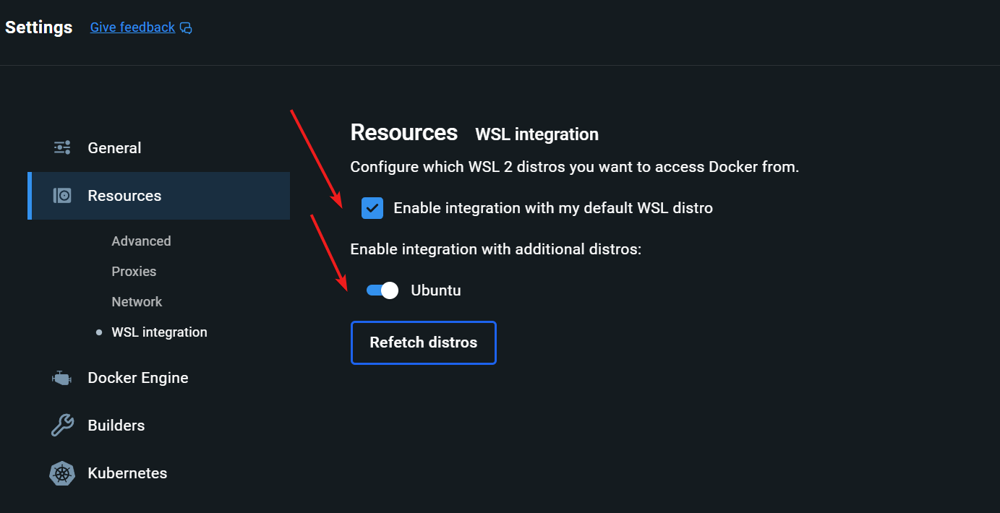 Settings Give feedback
General
Resources
Advanced
Proxies
Network
WSL integration
Docker Engine
Builders
Kubernetes
Resources WSL integration
Configure which WSL 2 distros you want to access Docker from.
Enable integration with my default WSL distro
Enable integration with additional distros:
Ubuntu
Refetch distros